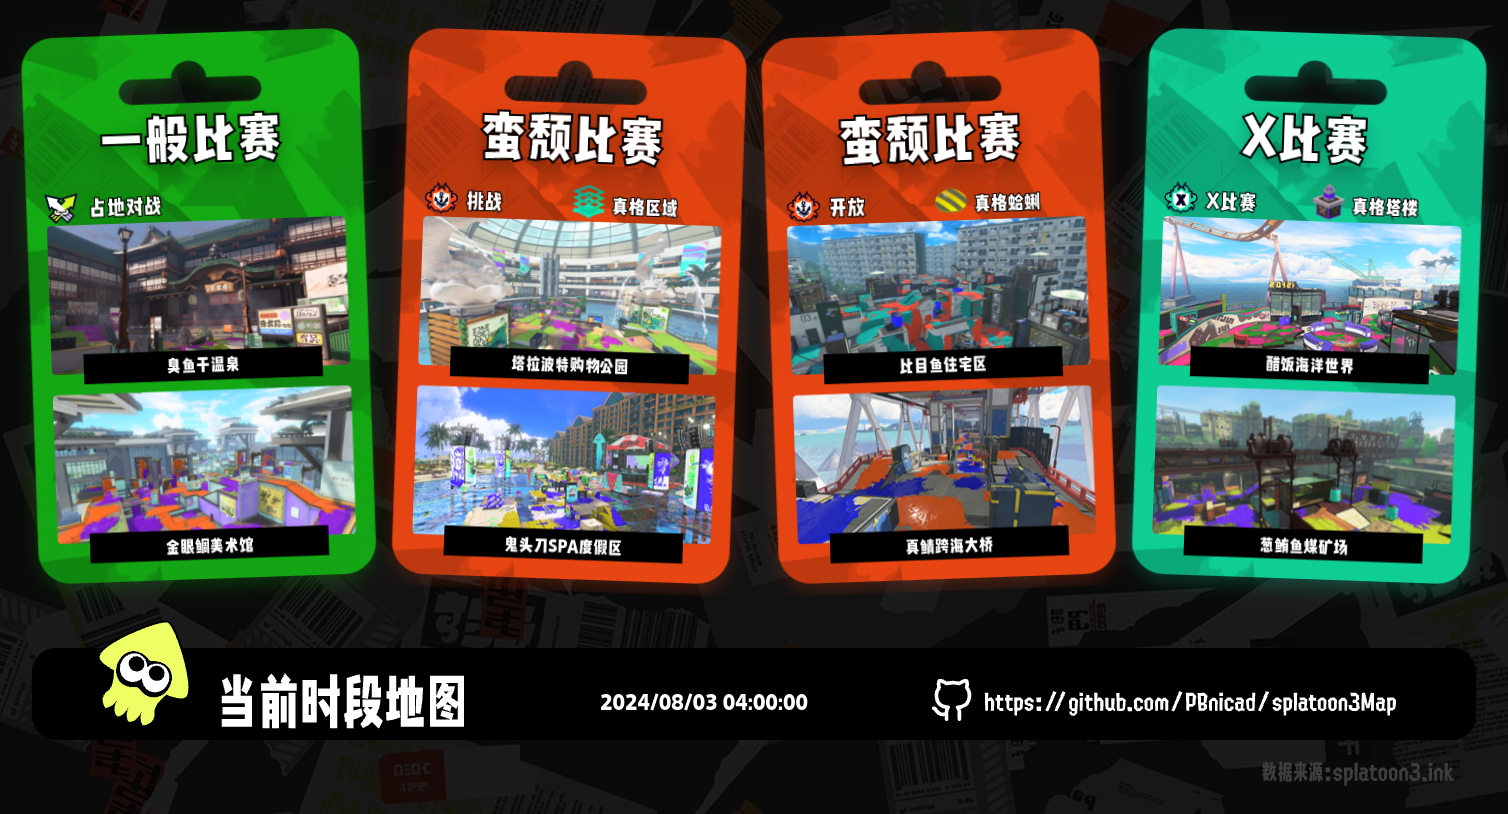 一般比赛
占地对战
臭鱼干温泉
金眼鲷美术馆
蛮颓比赛
挑战
真格区域
塔拉波特购物公园
鬼头刀SPA度假区
蛮颓比赛
开放
真格蛤蜊
比目鱼住宅区
真鲭跨海大桥
X比赛
X比赛
真格塔楼
醋饭海洋世界
葱鲔鱼煤矿场
当前时段地图
2024/08/03 04:00:00
https://github.com/PBnicad/splatoon3Map
数据来源:splatoon3.ink